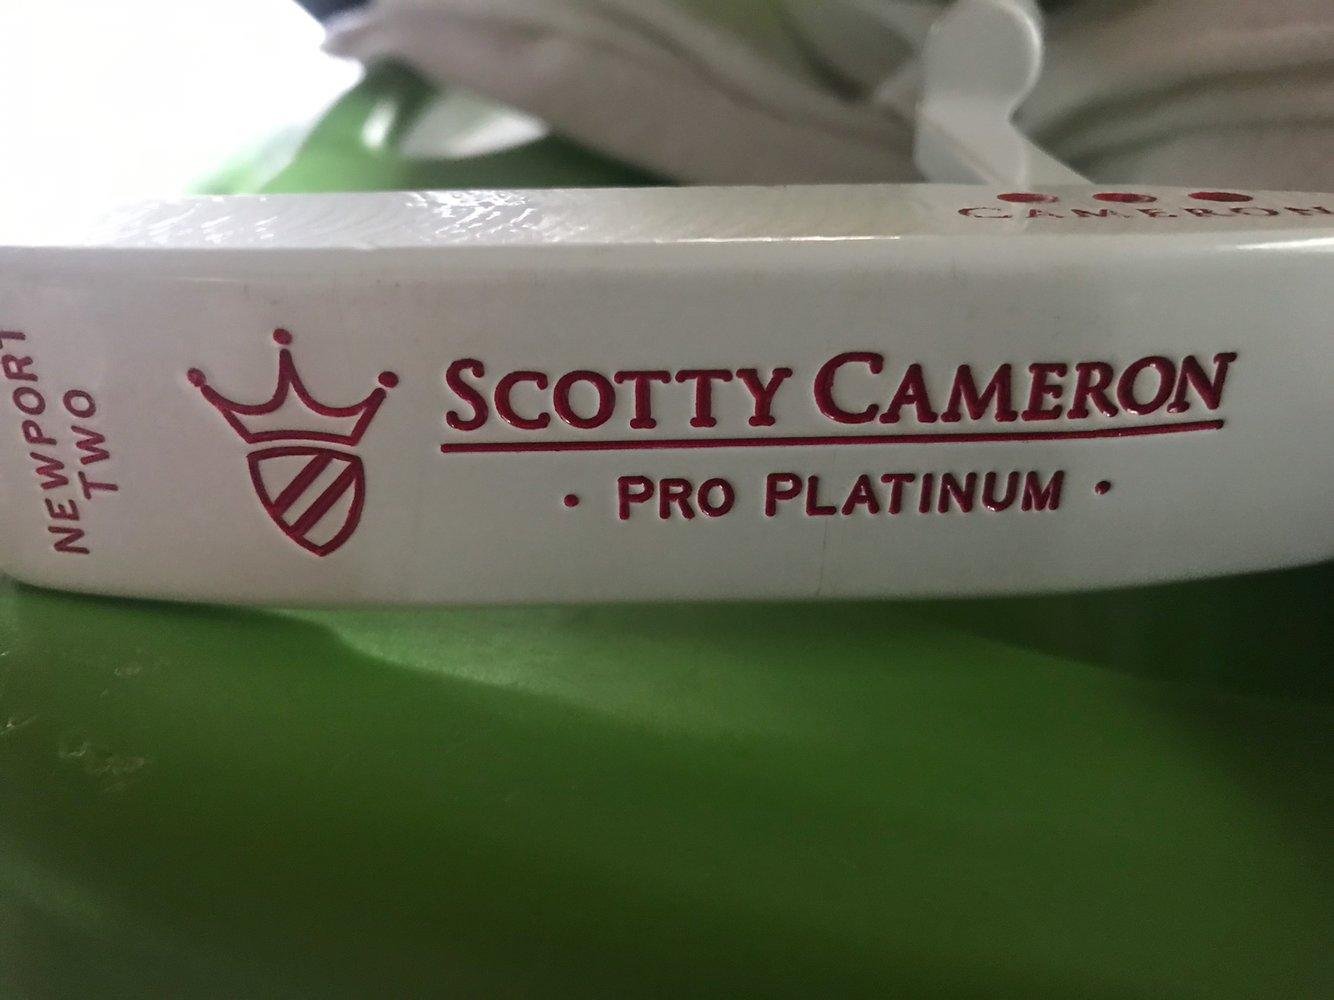 CAMERON
SCOTTY CAMERON
• PRO PLATINUM •
NEWPORT
TWO